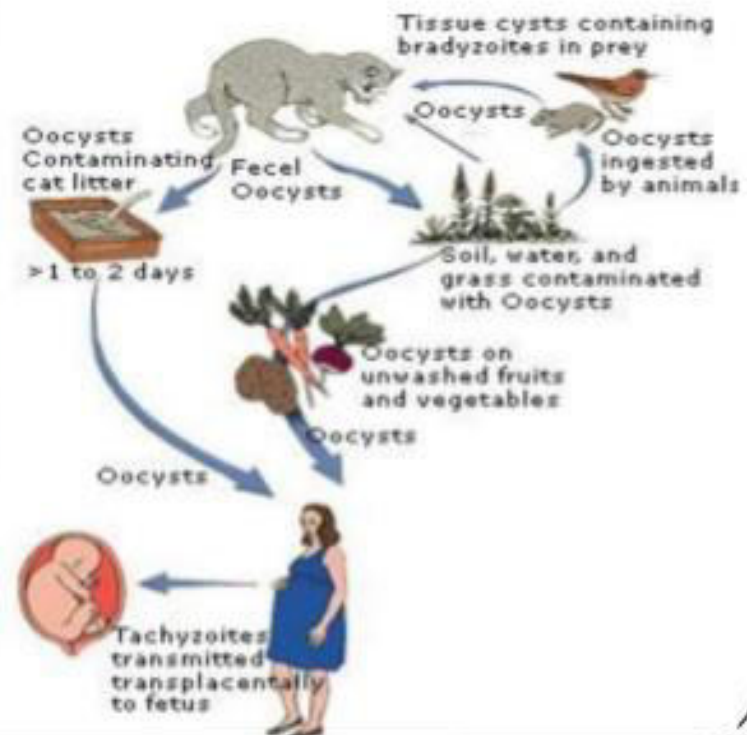 Tissue cysts containing
bradyzoites in prey
Oocysts
Oocysts
ingested
by animals
Oocysts
Contaminating
cat litter
Fecel
Oocysts
>1 to 2 days
Soil, water, and
grass contaminated
with Oocysts
Oocysts on
unwashed fruits
and vegetables
Oocysts
Oocysts
Tachyzoites
transmitted
transplacentally
to fetus